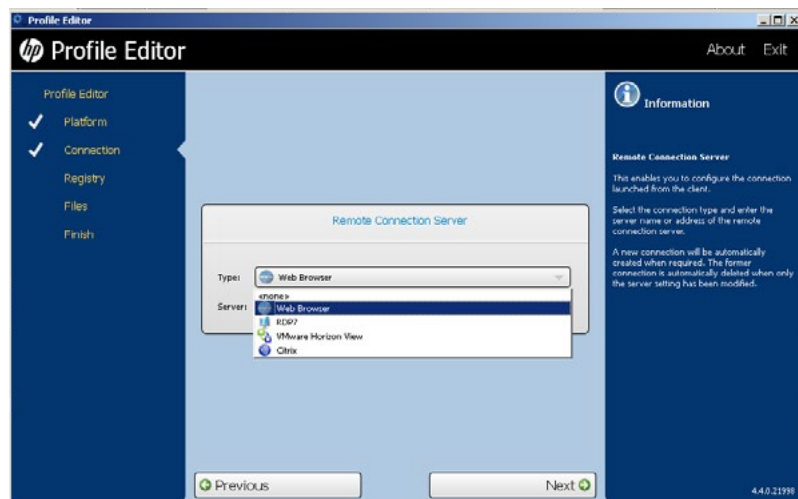 Profile Editor
hp Profile Editor
About Exit
Profile Editor
Platform
Connection
Registry
Files
Finish
Remote Connection Server
Type: Web Browser
Server:
<none>
Web Browser
RDP7
VMware Horizon View
Citrix
Previous
Next
Information
Remote Connection Server
This enables you to configure the connection
launched from the client.
Select the connection type and enter the
server name or address of the remote
connection server.
A new connection will be automatically
created when required. The former
connection is automatically deleted when only
the server setting has been modified.
4.4.0.21998